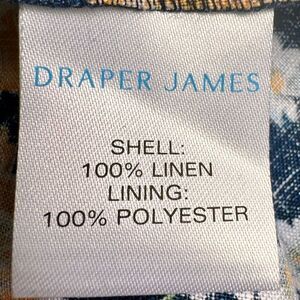 DRAPER JAMES
SHELL:
100% LINEN
LINING:
100% POLYESTER